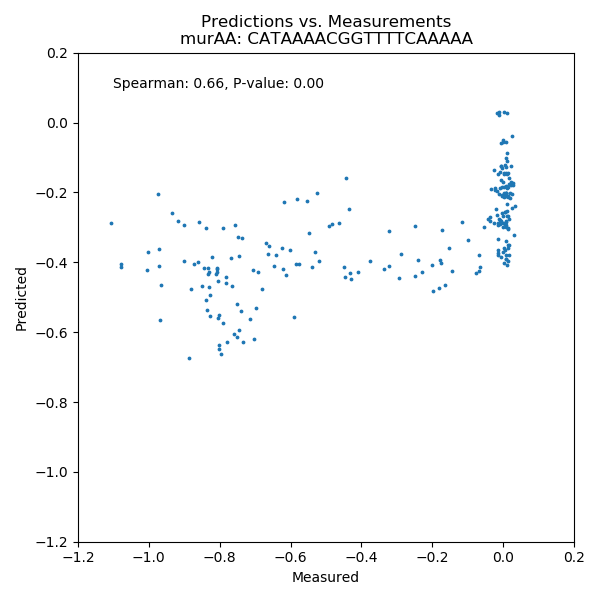 Predictions vs. Measurements
murAA: CATAAAACGGTTTTCAAAAA
Spearman: 0.66, P-value: 0.00
0.2
0.0
−0.2
−0.4
−0.6
−0.8
−1.0
−1.2
Predicted
−1.2 −1.0 −0.8 −0.6 −0.4 −0.2 0.0 0.2
Measured